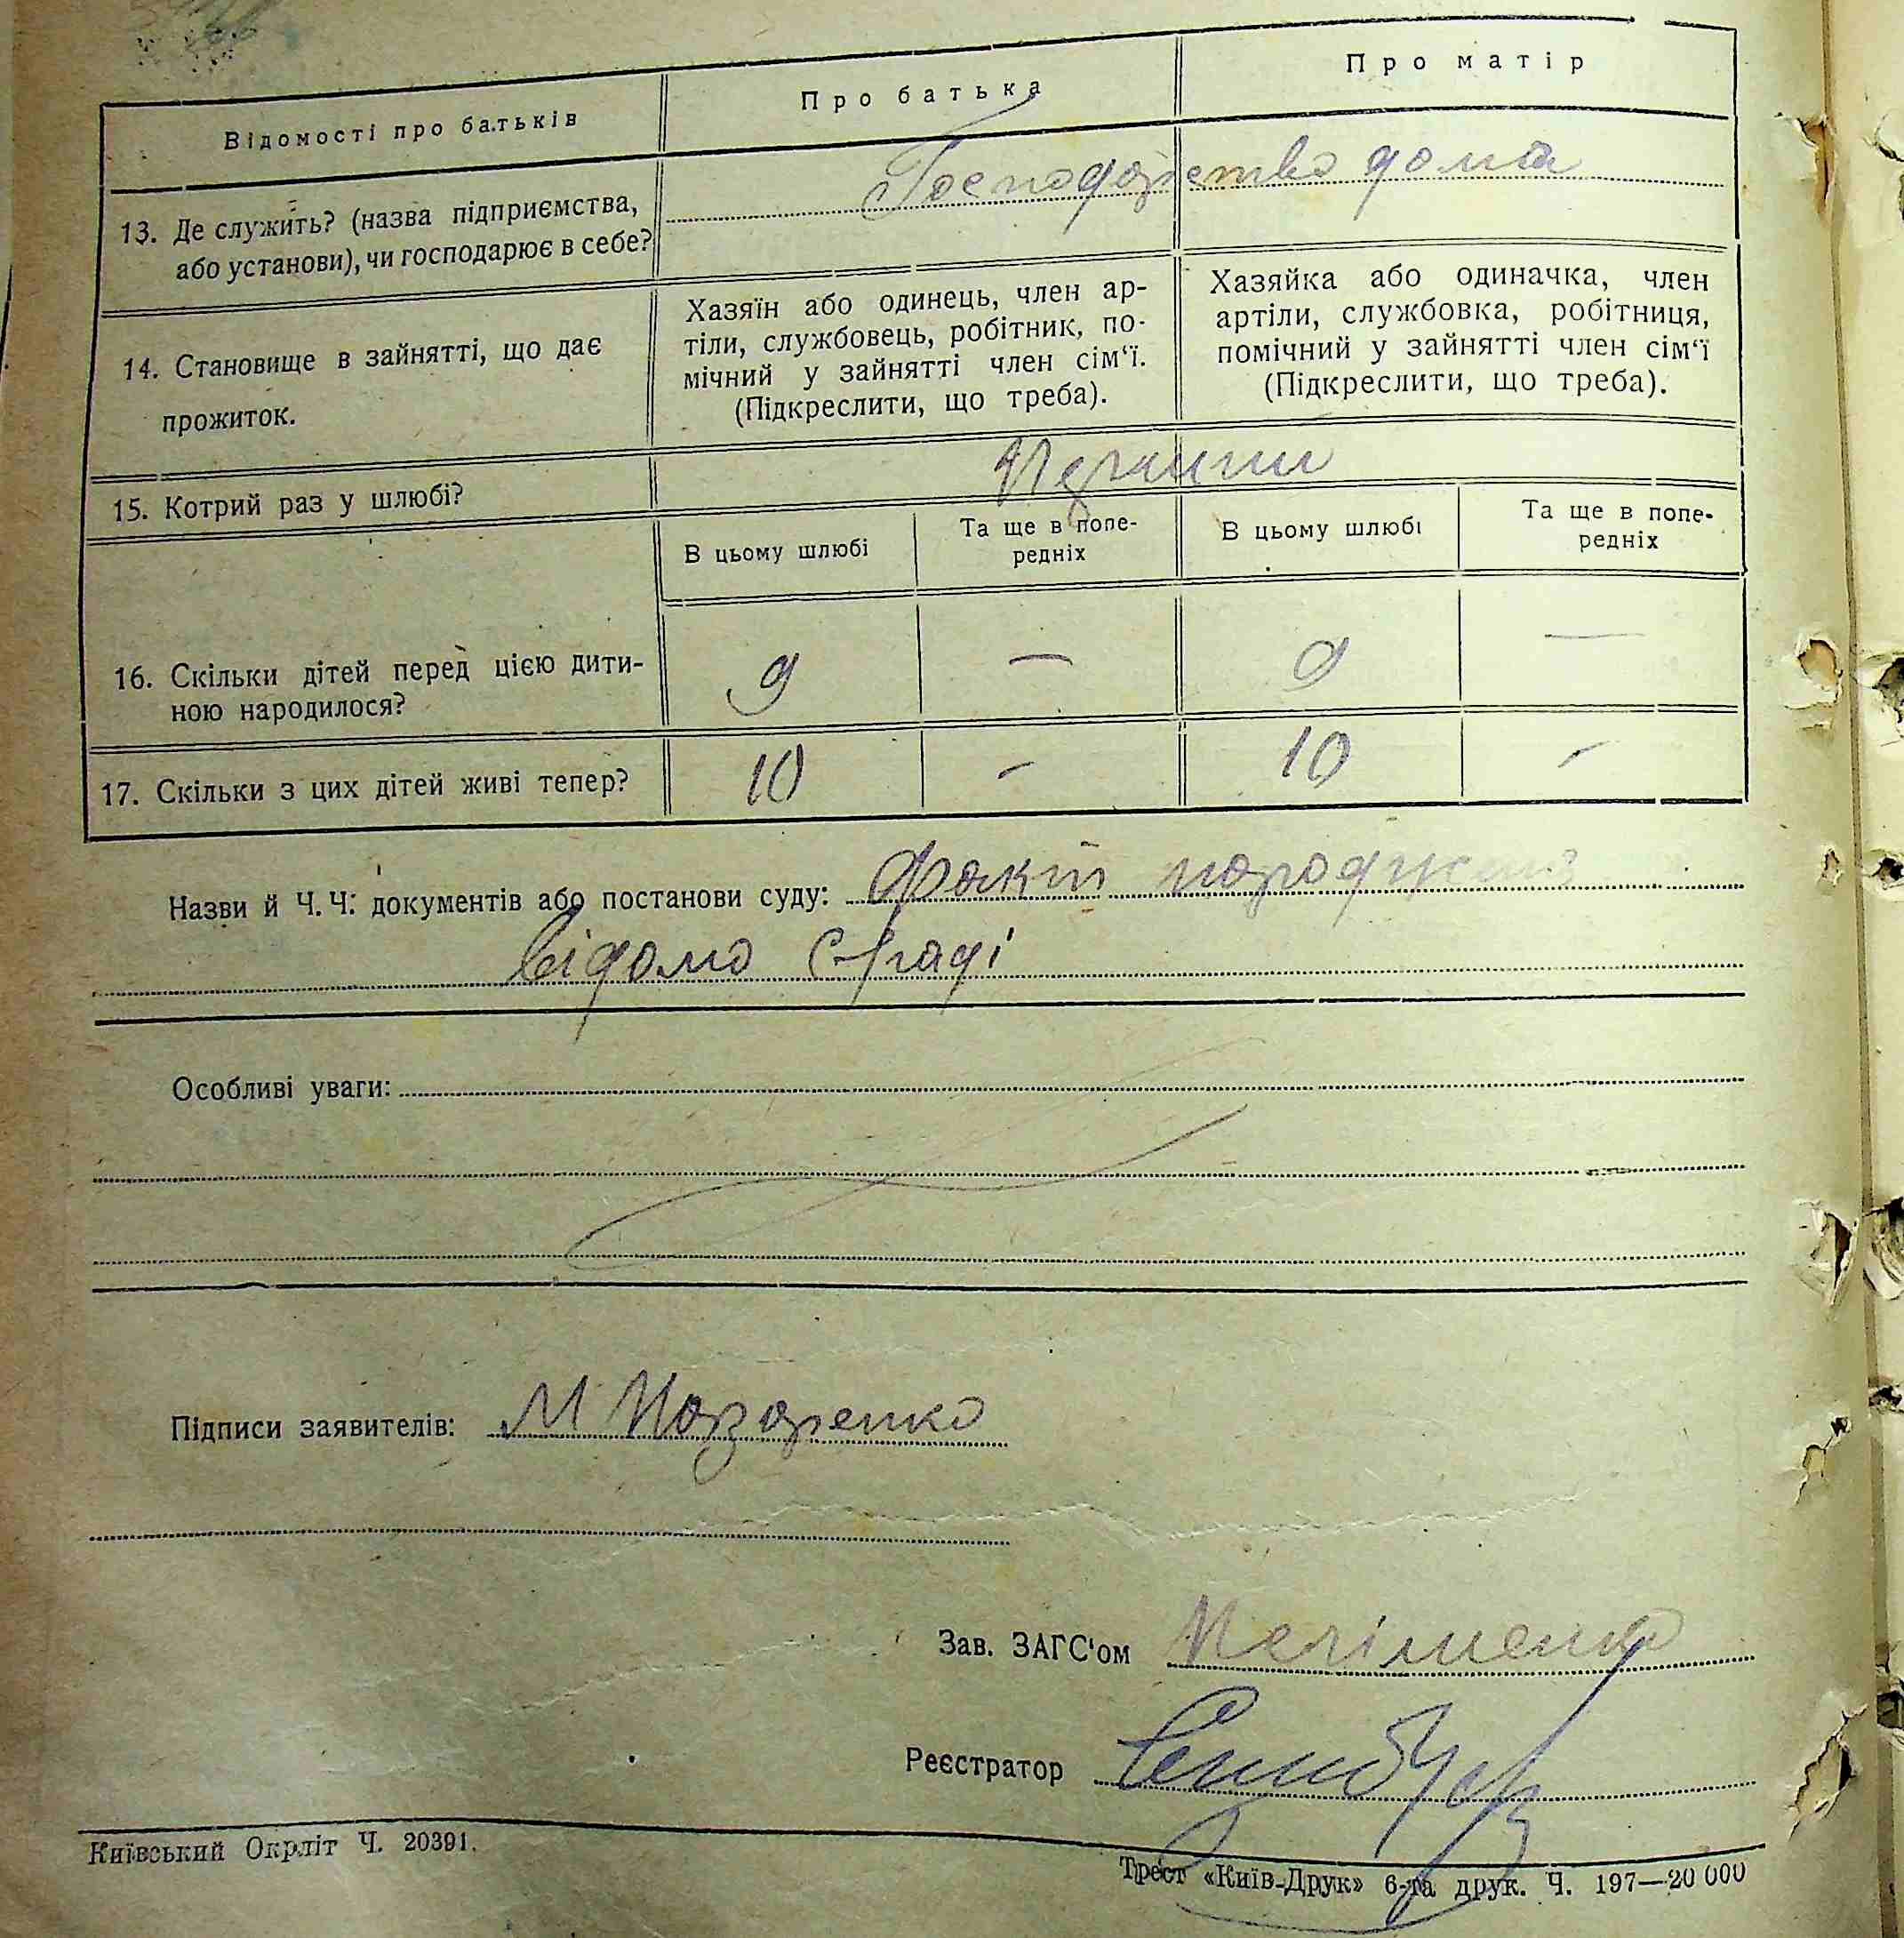 Відомості про батьків
Про батька
Про матір
13. Де служить? (назва підприємства,
або установи), чи господарює в себе?
Господарство дома
14. Становище в зайнятті, що дає
прожиток.
Хазяїн або одинець, член ар-
тіли, службовець, робітник, по-
мічний у зайнятті член сім‘ї.
(Підкреслити, що треба).
Хазяйка або одиначка, член
артіли, службовка, робітниця,
помічний у зайнятті член сім‘ї
(Підкреслити, що треба).
15. Котрий раз у шлюбі?
В цьому шлюбі
Та ще в попе-
редніх
В цьому шлюбі
Та ще в попе-
редніх
16. Скільки дітей перед цією дити-
ною народилося?
9 — 9 —
17. Скільки з цих дітей живі тепер?
10 - 10 -
Назви й Ч. Ч. документів або постанови суду: Факт народження
відомо С-раді
Особливі уваги:
Підписи заявителів: М Назаренко
Зав. ЗАГС‘ом
Реєстратор
Київський Окрліт Ч. 20391.
Трест «Київ-Друк» 6-та друк. Ч. 197—20 000